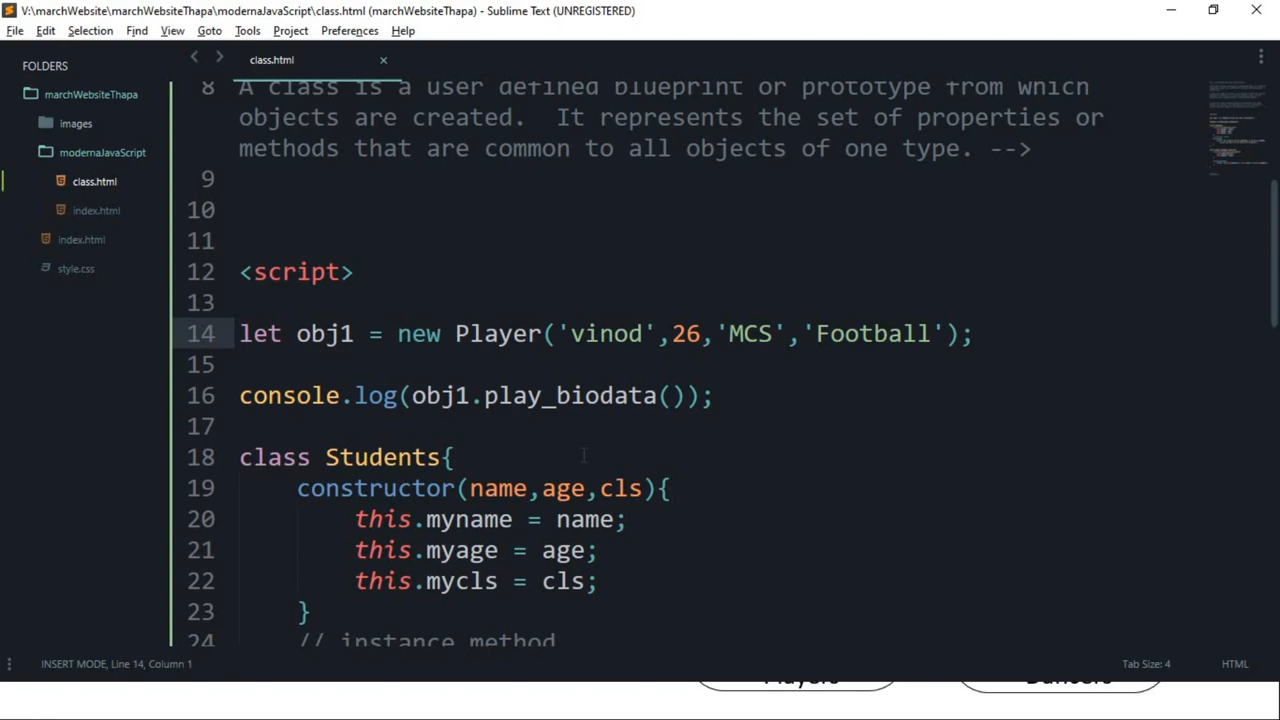 V:\marchWebsite\marchWebsiteThapa\modernaJavaScript\class.html (marchWebsiteThapa) - Sublime Text (UNREGISTERED)
File Edit Selection Find View Goto Tools Project Preferences Help
FOLDERS
marchWebsiteThapa
images
modernaJavaScript
class.html
index.html
index.html
style.css
class.html
8 A class is a user defined blueprint or prototype from which
objects are created.  It represents the set of properties or
methods that are common to all objects of one type. -->
9
10
11
12 <script>
13
14 let obj1 = new Player('vinod',26,'MCS','Football');
15
16 console.log(obj1.play_biodata());
17
18 class Students{
19     constructor(name,age,cls){
20         this.myname = name;
21         this.myage = age;
22         this.mycls = cls;
23     }
24     // instance method
INSERT MODE, Line 14, Column 1
Tab Size: 4
HTML
Players
Dancers